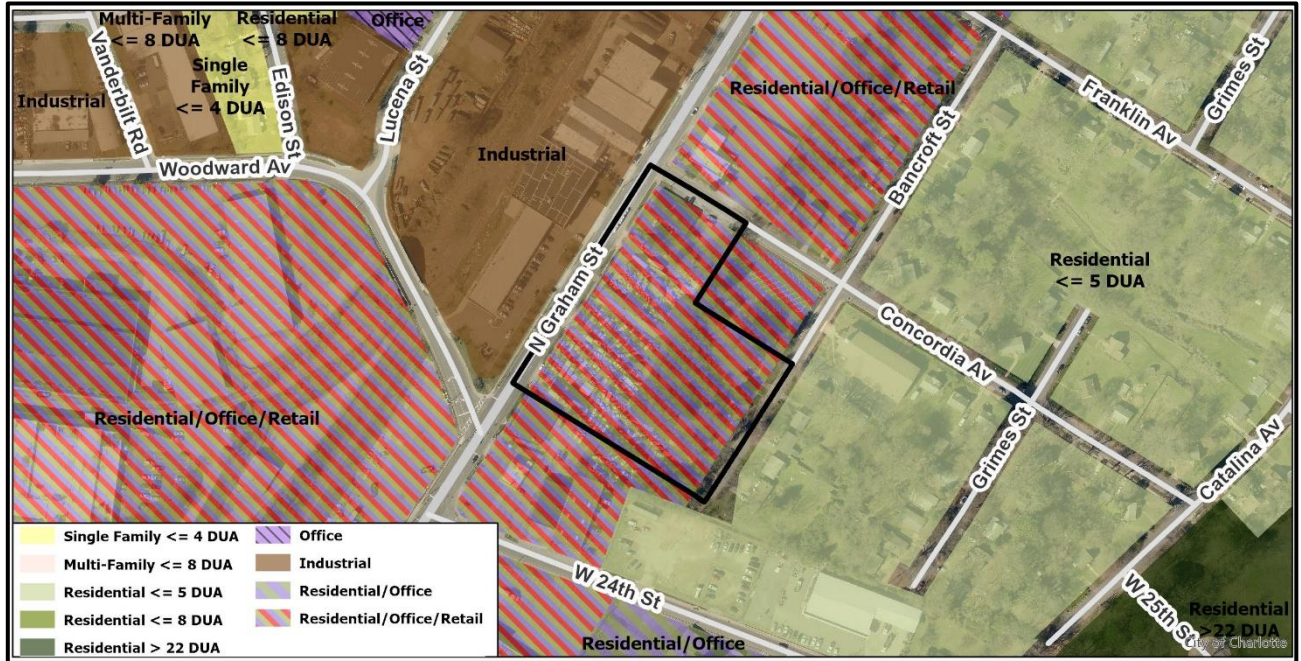 Multi-Family
<= 8 DUA
Residential
<= 8 DUA
Office
Vanderbilt Rd
Single
Family
<= 4 DUA
Edison St
Lucena St
Industrial
Woodward Av
Industrial
Residential/Office/Retail
Bancroft St
Franklin Av
Grimes St
N Graham St
Residential
<= 5 DUA
Concordia Av
Residential/Office/Retail
Grimes St
Catalina Av
W 24th St
W 25th St
Residential
>22 DUA
Residential/Office
City of Charlotte
Single Family <= 4 DUA
Multi-Family <= 8 DUA
Residential <= 5 DUA
Residential <= 8 DUA
Residential > 22 DUA
Office
Industrial
Residential/Office
Residential/Office/Retail